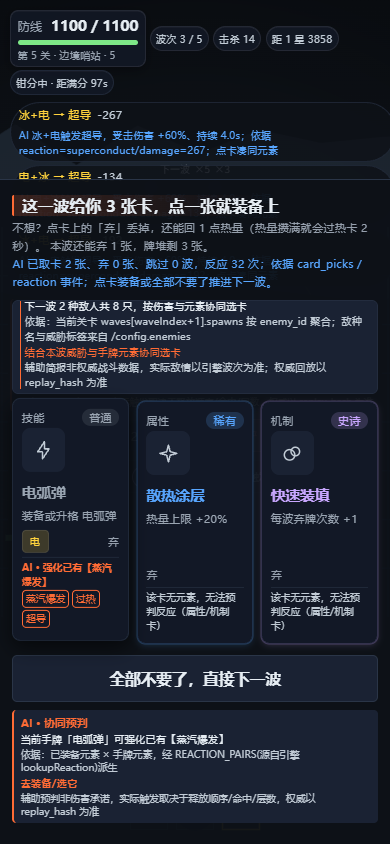 防线 1100 / 1100
波次 3 / 5
击杀 14
距 1 星 3858
第 5 关 · 边境哨站 · 5
钳分中 · 距满分 97s
冰+电 → 超导 -267
AI 冰+电触发超导，受击伤害 +60%、持续 4.0s；依据
reaction=superconduct/damage=267；点卡凑同元素
电+冰 → 超导 -134
下一波 ×5 ×3
这一波给你 3 张卡，点一张就装备上
不想？点卡上的「弃」丢掉，还能回 1 点热量（热量攒满就会过热卡 2
秒）。 本波还能弃 1 张，牌堆剩 3 张。
AI 已取卡 2 张、弃 0 张、跳过 0 波，反应 32 次；依据 card_picks /
reaction 事件；点卡装备或全部不要了推进下一波。
下一波 2 种敌人共 8 只，按伤害与元素协同选卡
依据：当前关卡 waves[waveIndex+1].spawns 按 enemy_id 聚合；敌种
名与威胁标签来自 /config.enemies
结合本波威胁与手牌元素协同选卡
辅助简报非权威战斗数据，实际敌情以引擎波次为准；权威回放以
replay_hash 为准
技能 普通
电弧弹
装备或升格 电弧弹
电 弃
AI · 强化已有【蒸汽
爆发】
蒸汽爆发 过热
超导
属性 稀有
散热涂层
热量上限 +20%
弃
该卡无元素，无法预
判反应（属性/机制
卡）
机制 史诗
快速装填
每波弃牌次数 +1
弃
该卡无元素，无法预
判反应（属性/机制
卡）
全部不要了，直接下一波
AI · 协同预判
当前手牌「电弧弹」可强化已有【蒸汽爆发】
依据：已装备元素 × 手牌元素，经 REACTION_PAIRS(源自引擎
lookupReaction)派生
去装备/选它
辅助预判非伤害承诺，实际触发取决于释放顺序/命中/层数，权威以
replay_hash 为准